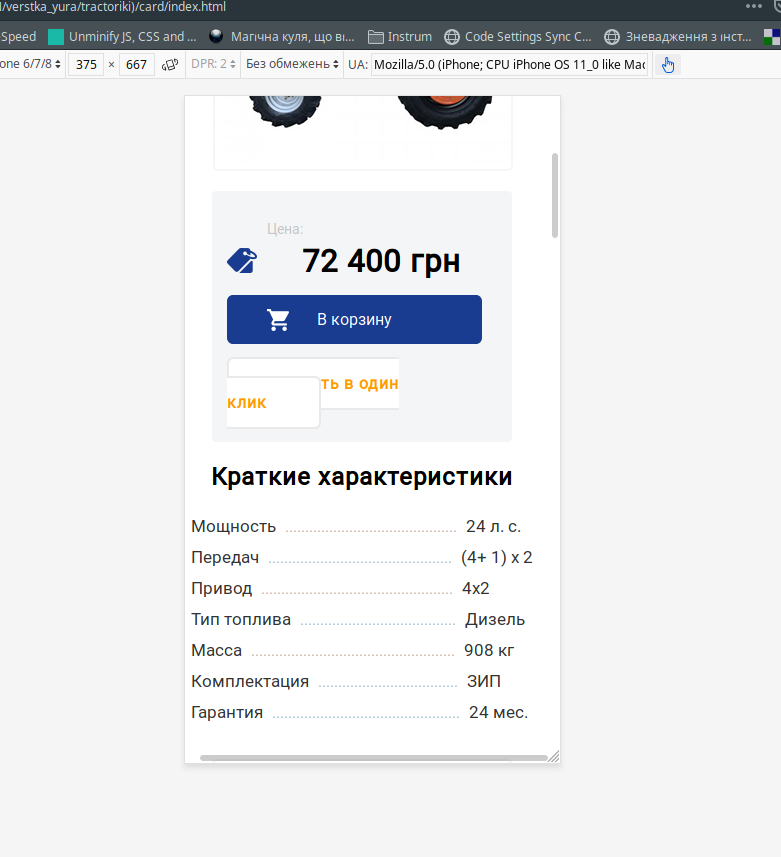 /verstka_yura/tractoriki)/card/index.html
Speed Unminify JS, CSS and ... Магічна куля, що ві... Instrum Code Settings Sync C... Зневадження з інст...
one 6/7/8 375 × 667 DPR: 2 Без обмежень UA: Mozilla/5.0 (iPhone; CPU iPhone OS 11_0 like Mac
Цена:
72 400 грн
В корзину
ть в один
клик
Краткие характеристики
Мощность 24 л. с.
Передач (4+ 1) x 2
Привод 4x2
Тип топлива Дизель
Масса 908 кг
Комплектация ЗИП
Гарантия 24 мес.